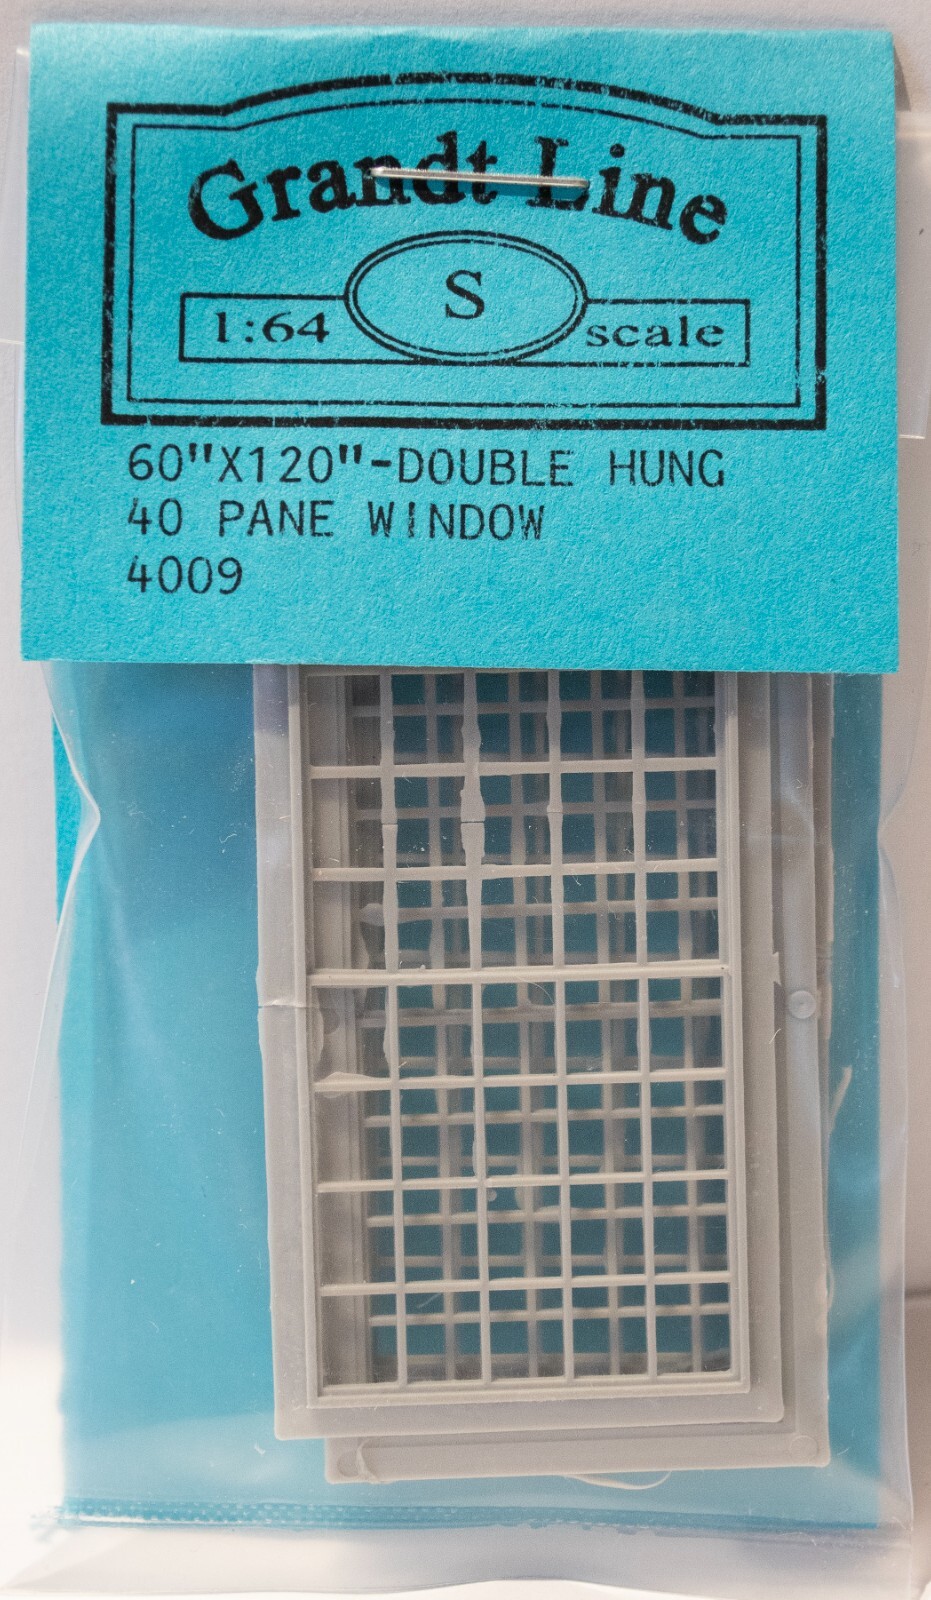 Grandt Line
S
1:64 scale
60"X120"-DOUBLE HUNG
40 PANE WINDOW
4009